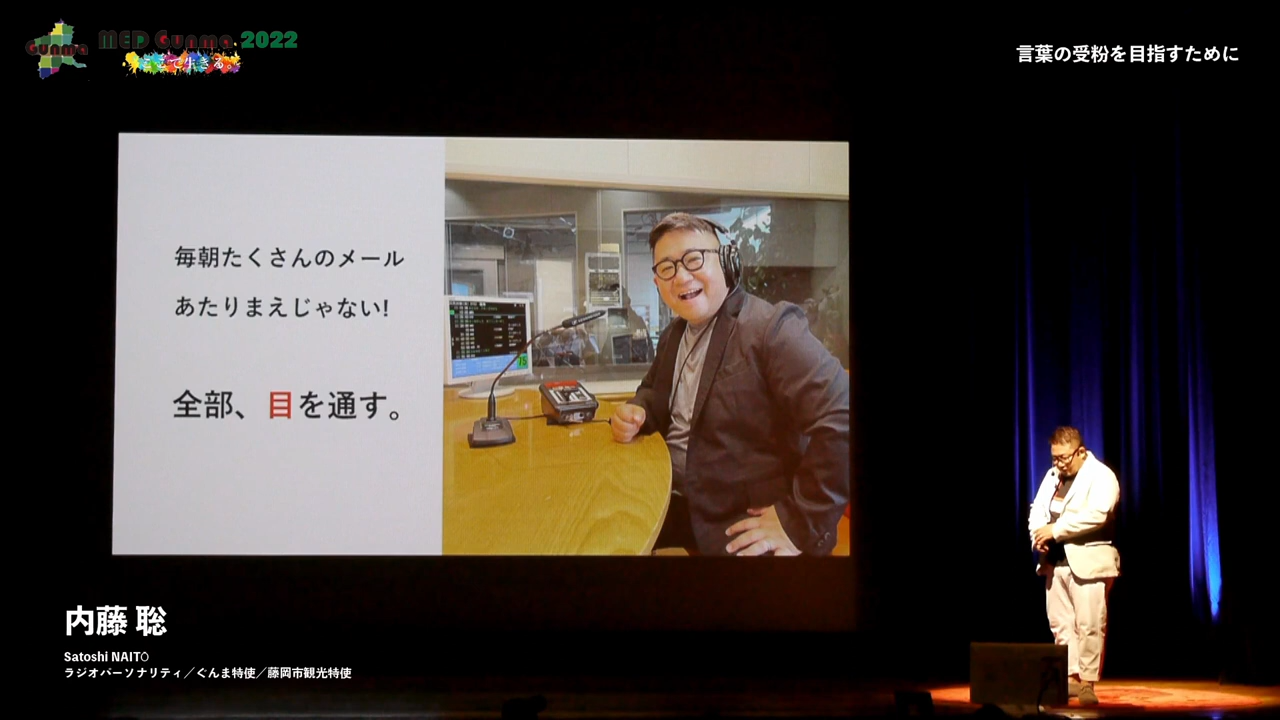 Gunma
MED Gunma. 2022
言葉の受粉を目指すために
毎朝たくさんのメール
あたりまえじゃない!
全部、目を通す。
15
内藤 聡
Satoshi NAITO
ラジオパーソナリティ／ぐんま特使／藤岡市観光特使